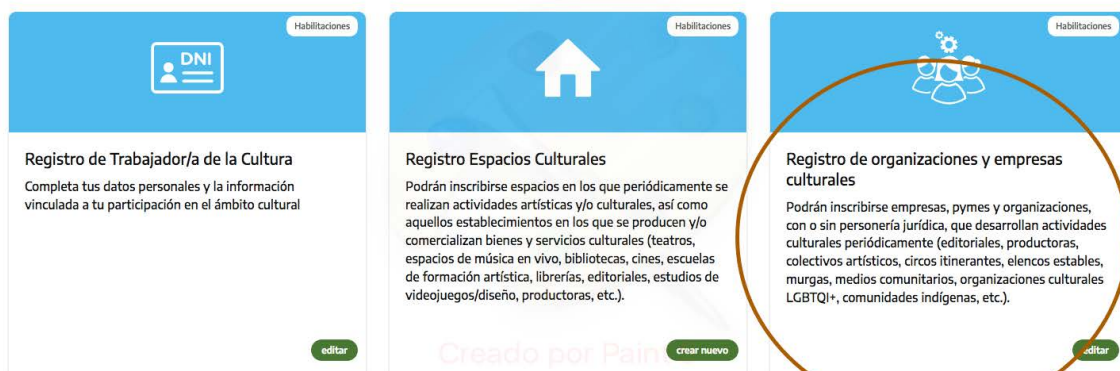 Habilitaciones
DNI
Registro de Trabajador/a de la Cultura
Completa tus datos personales y la información
vinculada a tu participación en el ámbito cultural
editar
Habilitaciones
Registro Espacios Culturales
Podrán inscribirse espacios en los que periódicamente se
realizan actividades artísticas y/o culturales, así como
aquellos establecimientos en los que se producen y/o
comercializan bienes y servicios culturales (teatros,
espacios de música en vivo, bibliotecas, cines, escuelas
de formación artística, librerías, editoriales, estudios de
videojuegos/diseño, productoras, etc.).
Creado por Pain
crear nuevo
Habilitaciones
Registro de organizaciones y empresas
culturales
Podrán inscribirse empresas, pymes y organizaciones,
con o sin personería jurídica, que desarrollan actividades
culturales periódicamente (editoriales, productoras,
colectivos artísticos, circos itinerantes, elencos estables,
murgas, medios comunitarios, organizaciones culturales
LGBTQI+, comunidades indígenas, etc.).
editar